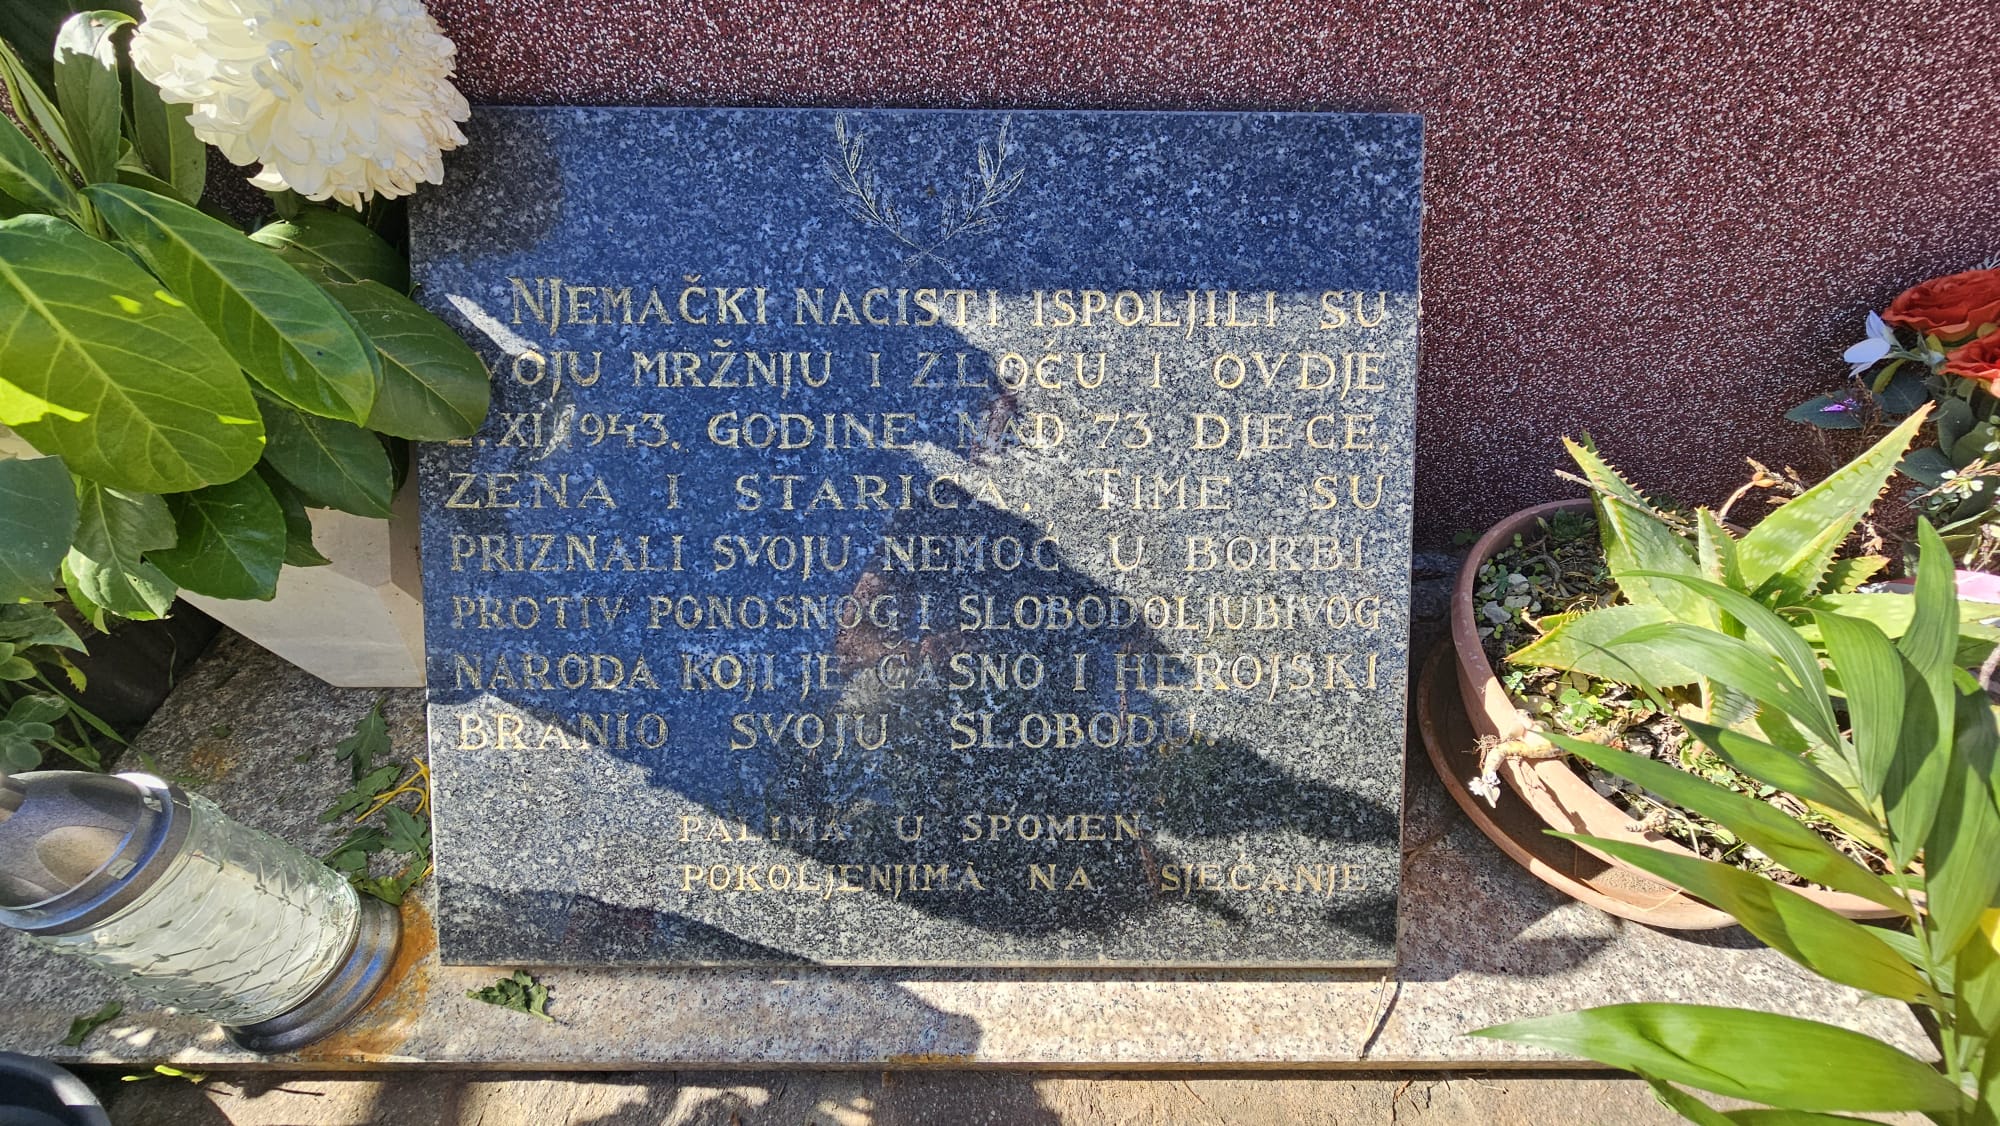 NJEMAČKI NACISTI ISPOLJILI SU
SVOJU MRŽNJU I ZLOĆU I OVDJE
XI 1943. GODINE NAD 73 DJECE,
ŽENA I STARICA. TIME SU
PRIZNALI SVOJU NEMOĆ U BORBI
PROTIV PONOSNOG I SLOBODOLJUBIVOG
NARODA KOJI JE ČASNO I HEROJSKI
BRANIO SVOJU SLOBODU.
PALIMA U SPOMEN
POKOLJENJIMA NA SJEĆANJE